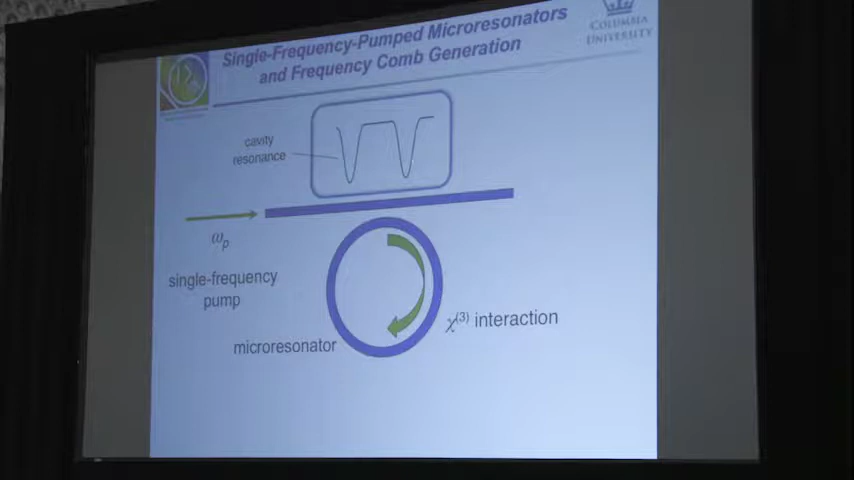 Single-Frequency-Pumped Microresonators
and Frequency Comb Generation
COLUMBIA
UNIVERSITY
cavity
resonance
ωp
single-frequency
pump
χ(3) interaction
microresonator